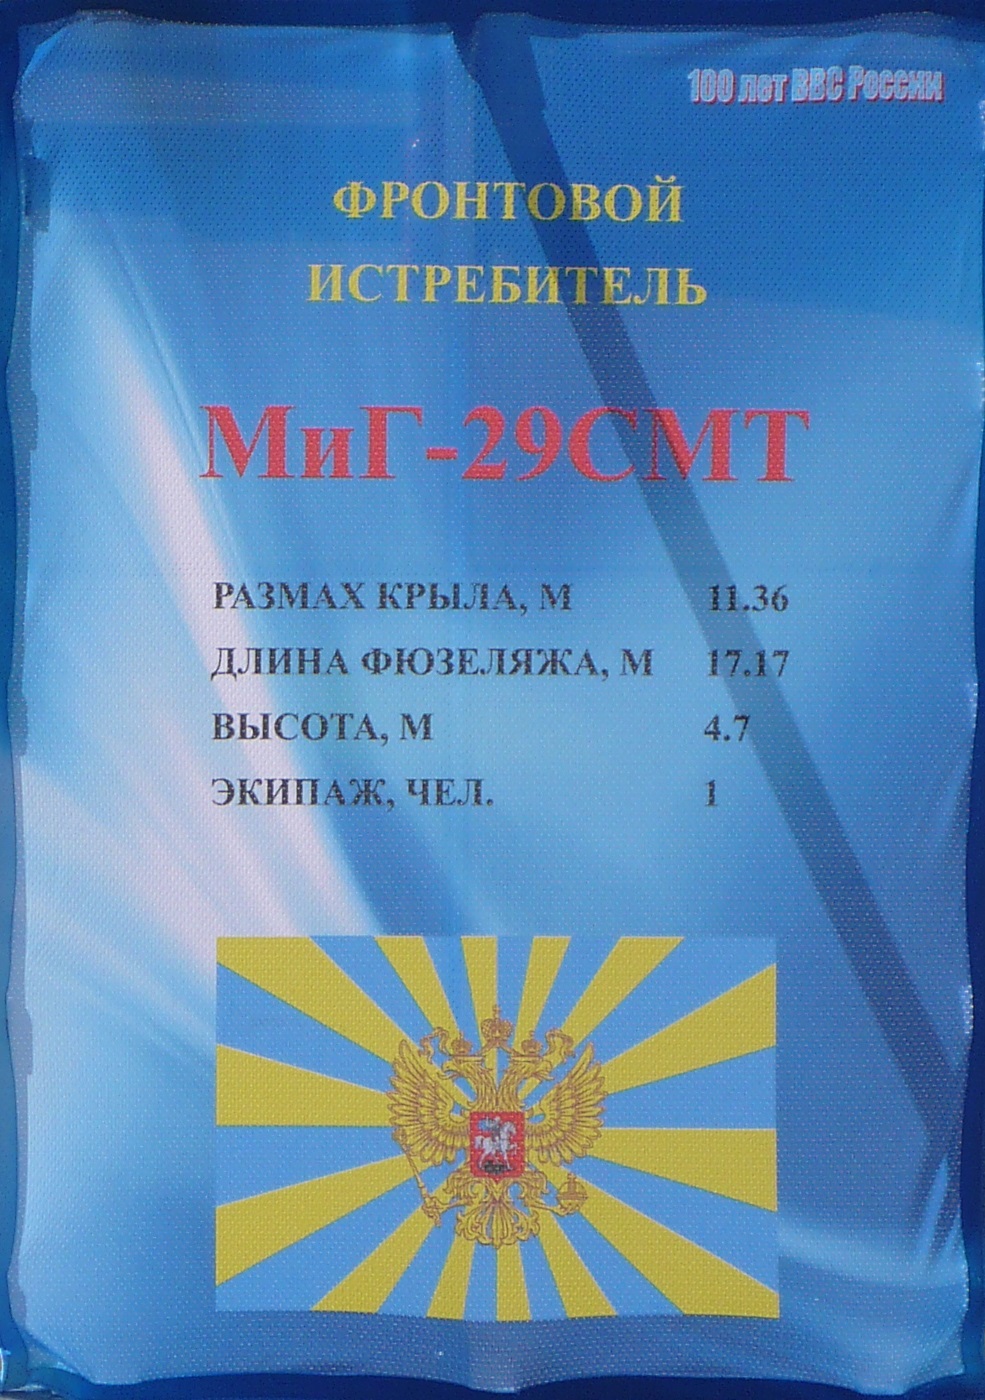 100 лет ВВС России
ФРОНТОВОЙ
ИСТРЕБИТЕЛЬ
МиГ-29СМТ
РАЗМАХ КРЫЛА, М 11.36
ДЛИНА ФЮЗЕЛЯЖА, М 17.17
ВЫСОТА, М 4.7
ЭКИПАЖ, ЧЕЛ. 1